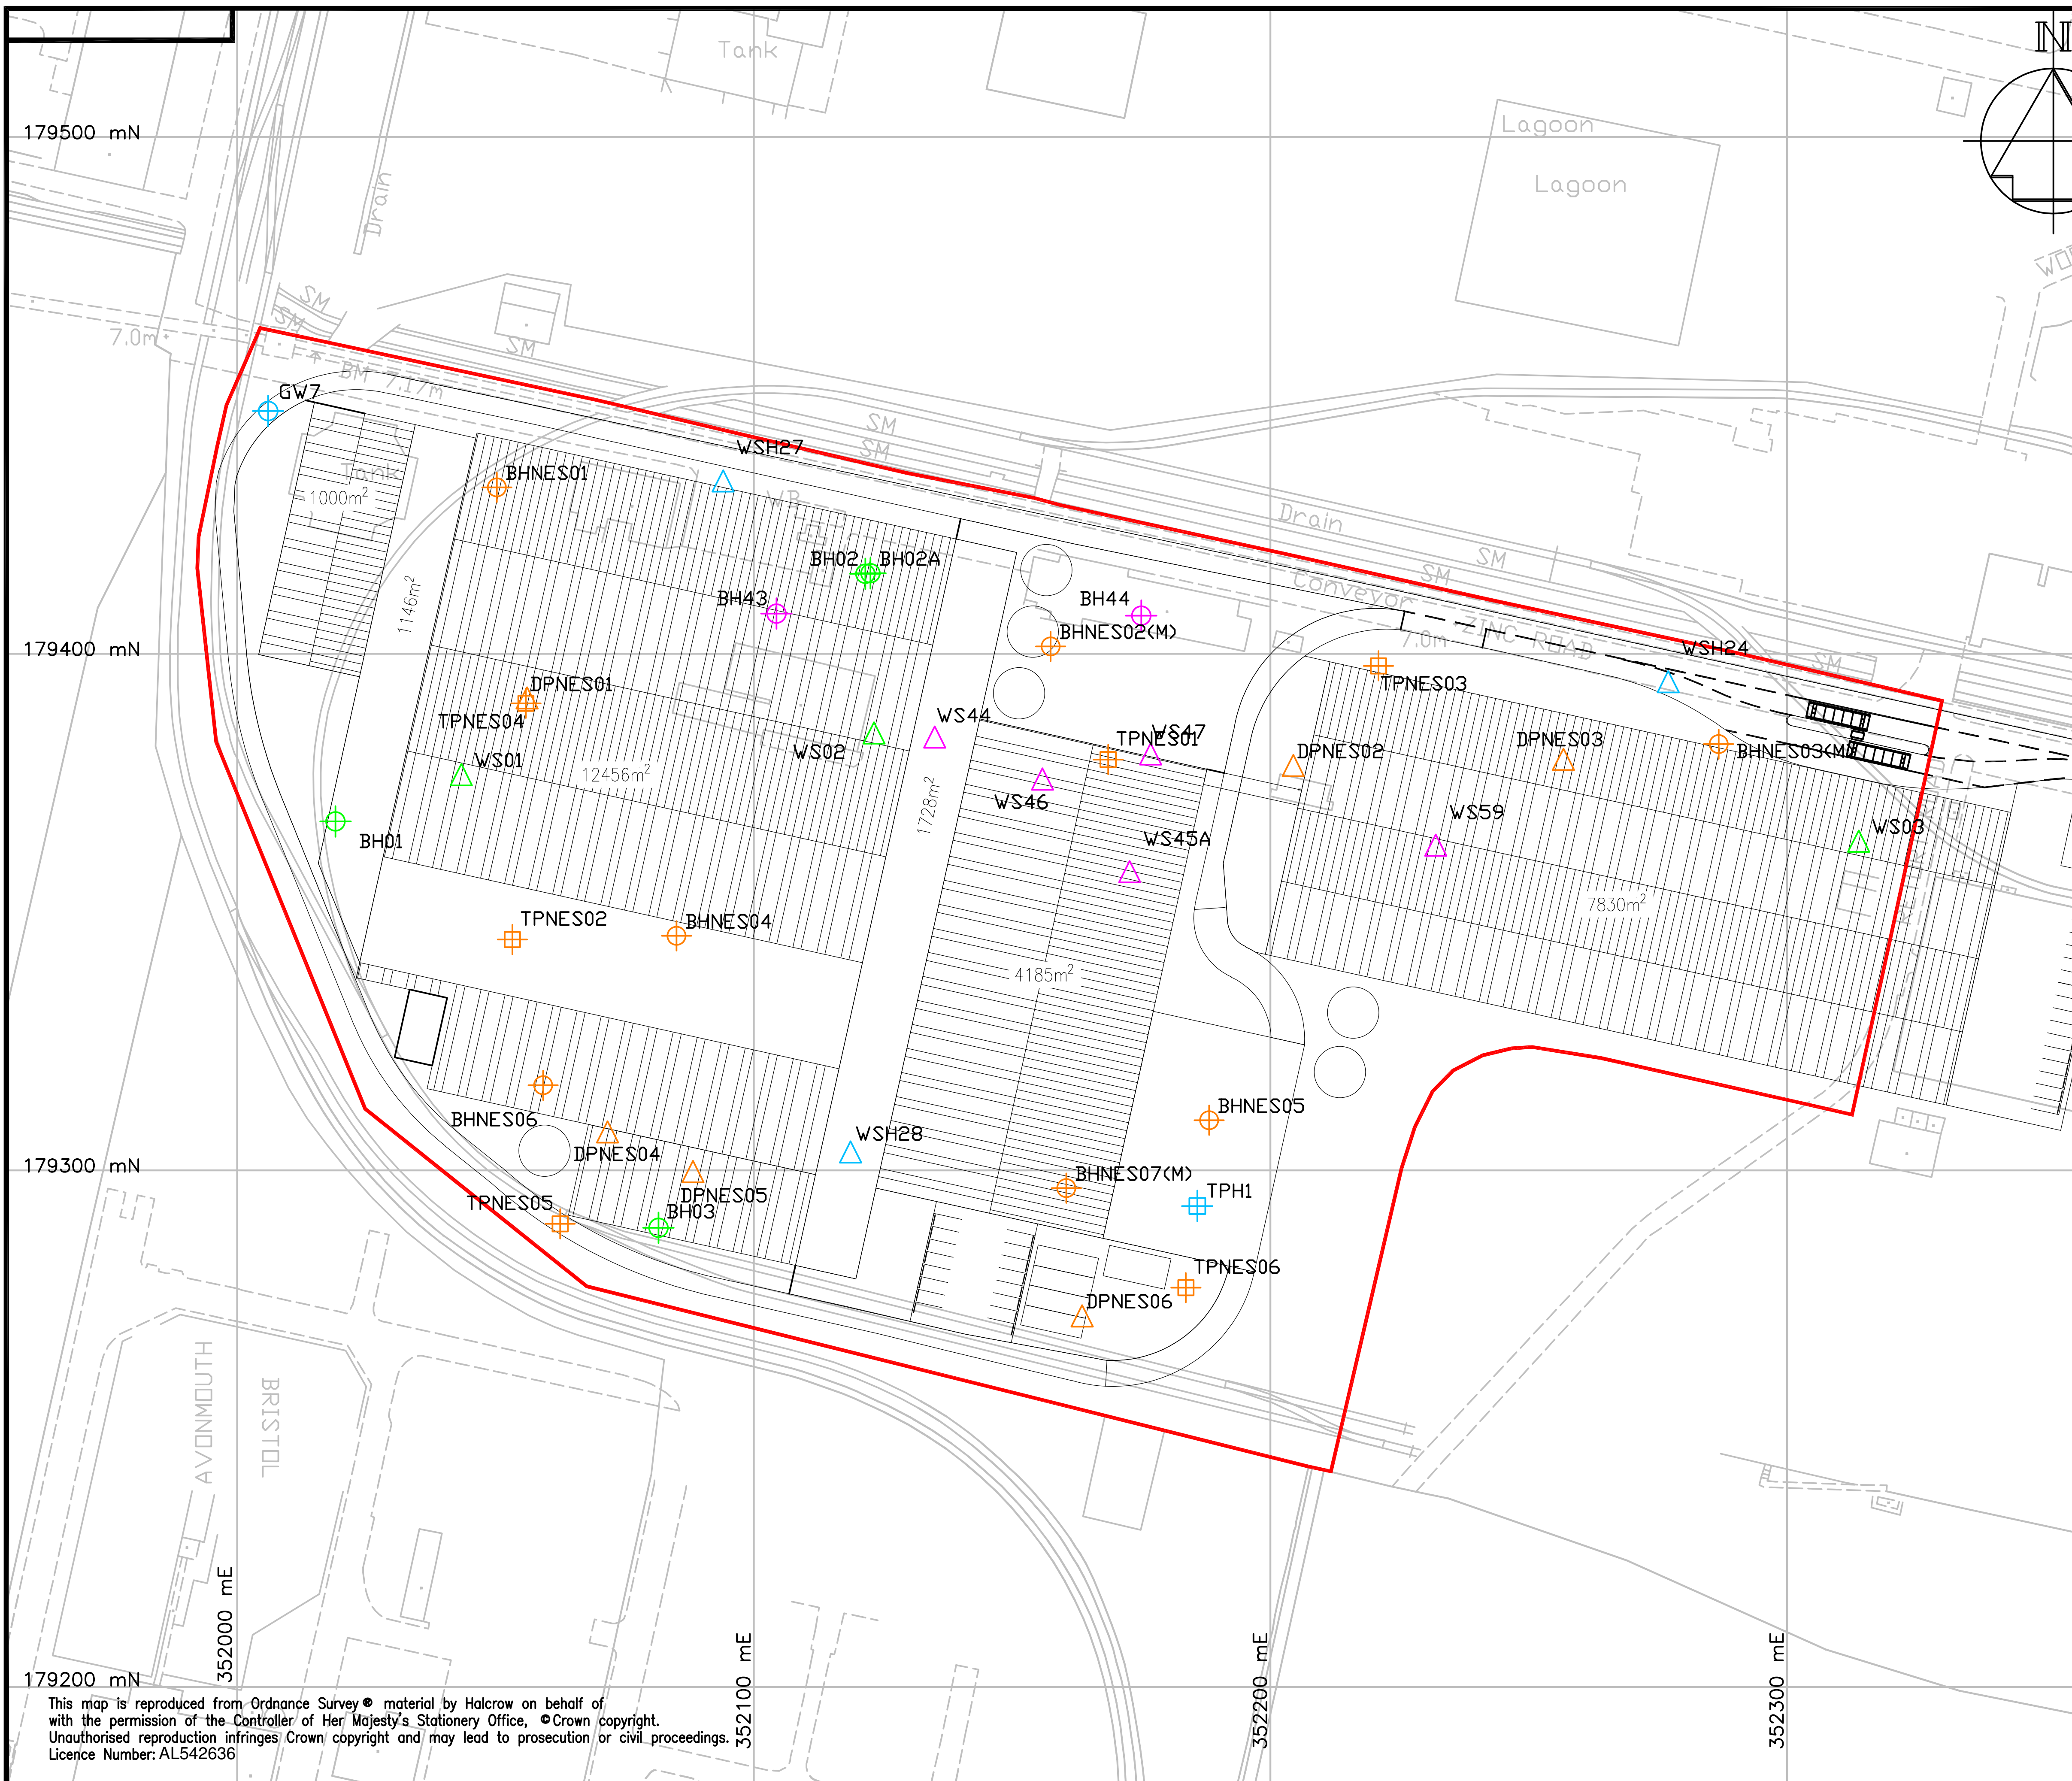 N
Tank
Lagoon
179500 mN
Lagoon
Drain
SM
SM
7.0m
SM
BM 7.17m
GW7
SM
WSH27
SM
Tank
BHNES01
1000m²
WB
Drain
SM
BH02
BH02A
SM
Conveyor
1146m²
BH43
BH44
BHNES02(M)
7.0m
ZINC ROAD
179400 mN
WSH24
SM
DPNES01
TPNES03
TPNES04
WS44
WS47
TPNES01
DPNES03
WS02
DPNES02
BHNES03(M)
WS01
12456m²
WS46
1728m²
WS59
WS03
BH01
WS45A
7830m²
TPNES02
BHNES04
4185m²
BHNES06
BHNES05
WSH28
DPNES04
179300 mN
BHNES07(M)
DPNES05
TPNES05
BH03
TPH1
TPNES06
DPNES06
AVONMOUTH
BRISTOL
352000 mE
352100 mE
352200 mE
352300 mE
179200 mN
This map is reproduced from Ordnance Survey ® material by Halcrow on behalf of
with the permission of the Controller of Her Majesty's Stationery Office, © Crown copyright.
Unauthorised reproduction infringes Crown copyright and may lead to prosecution or civil proceedings.
Licence Number: AL542636